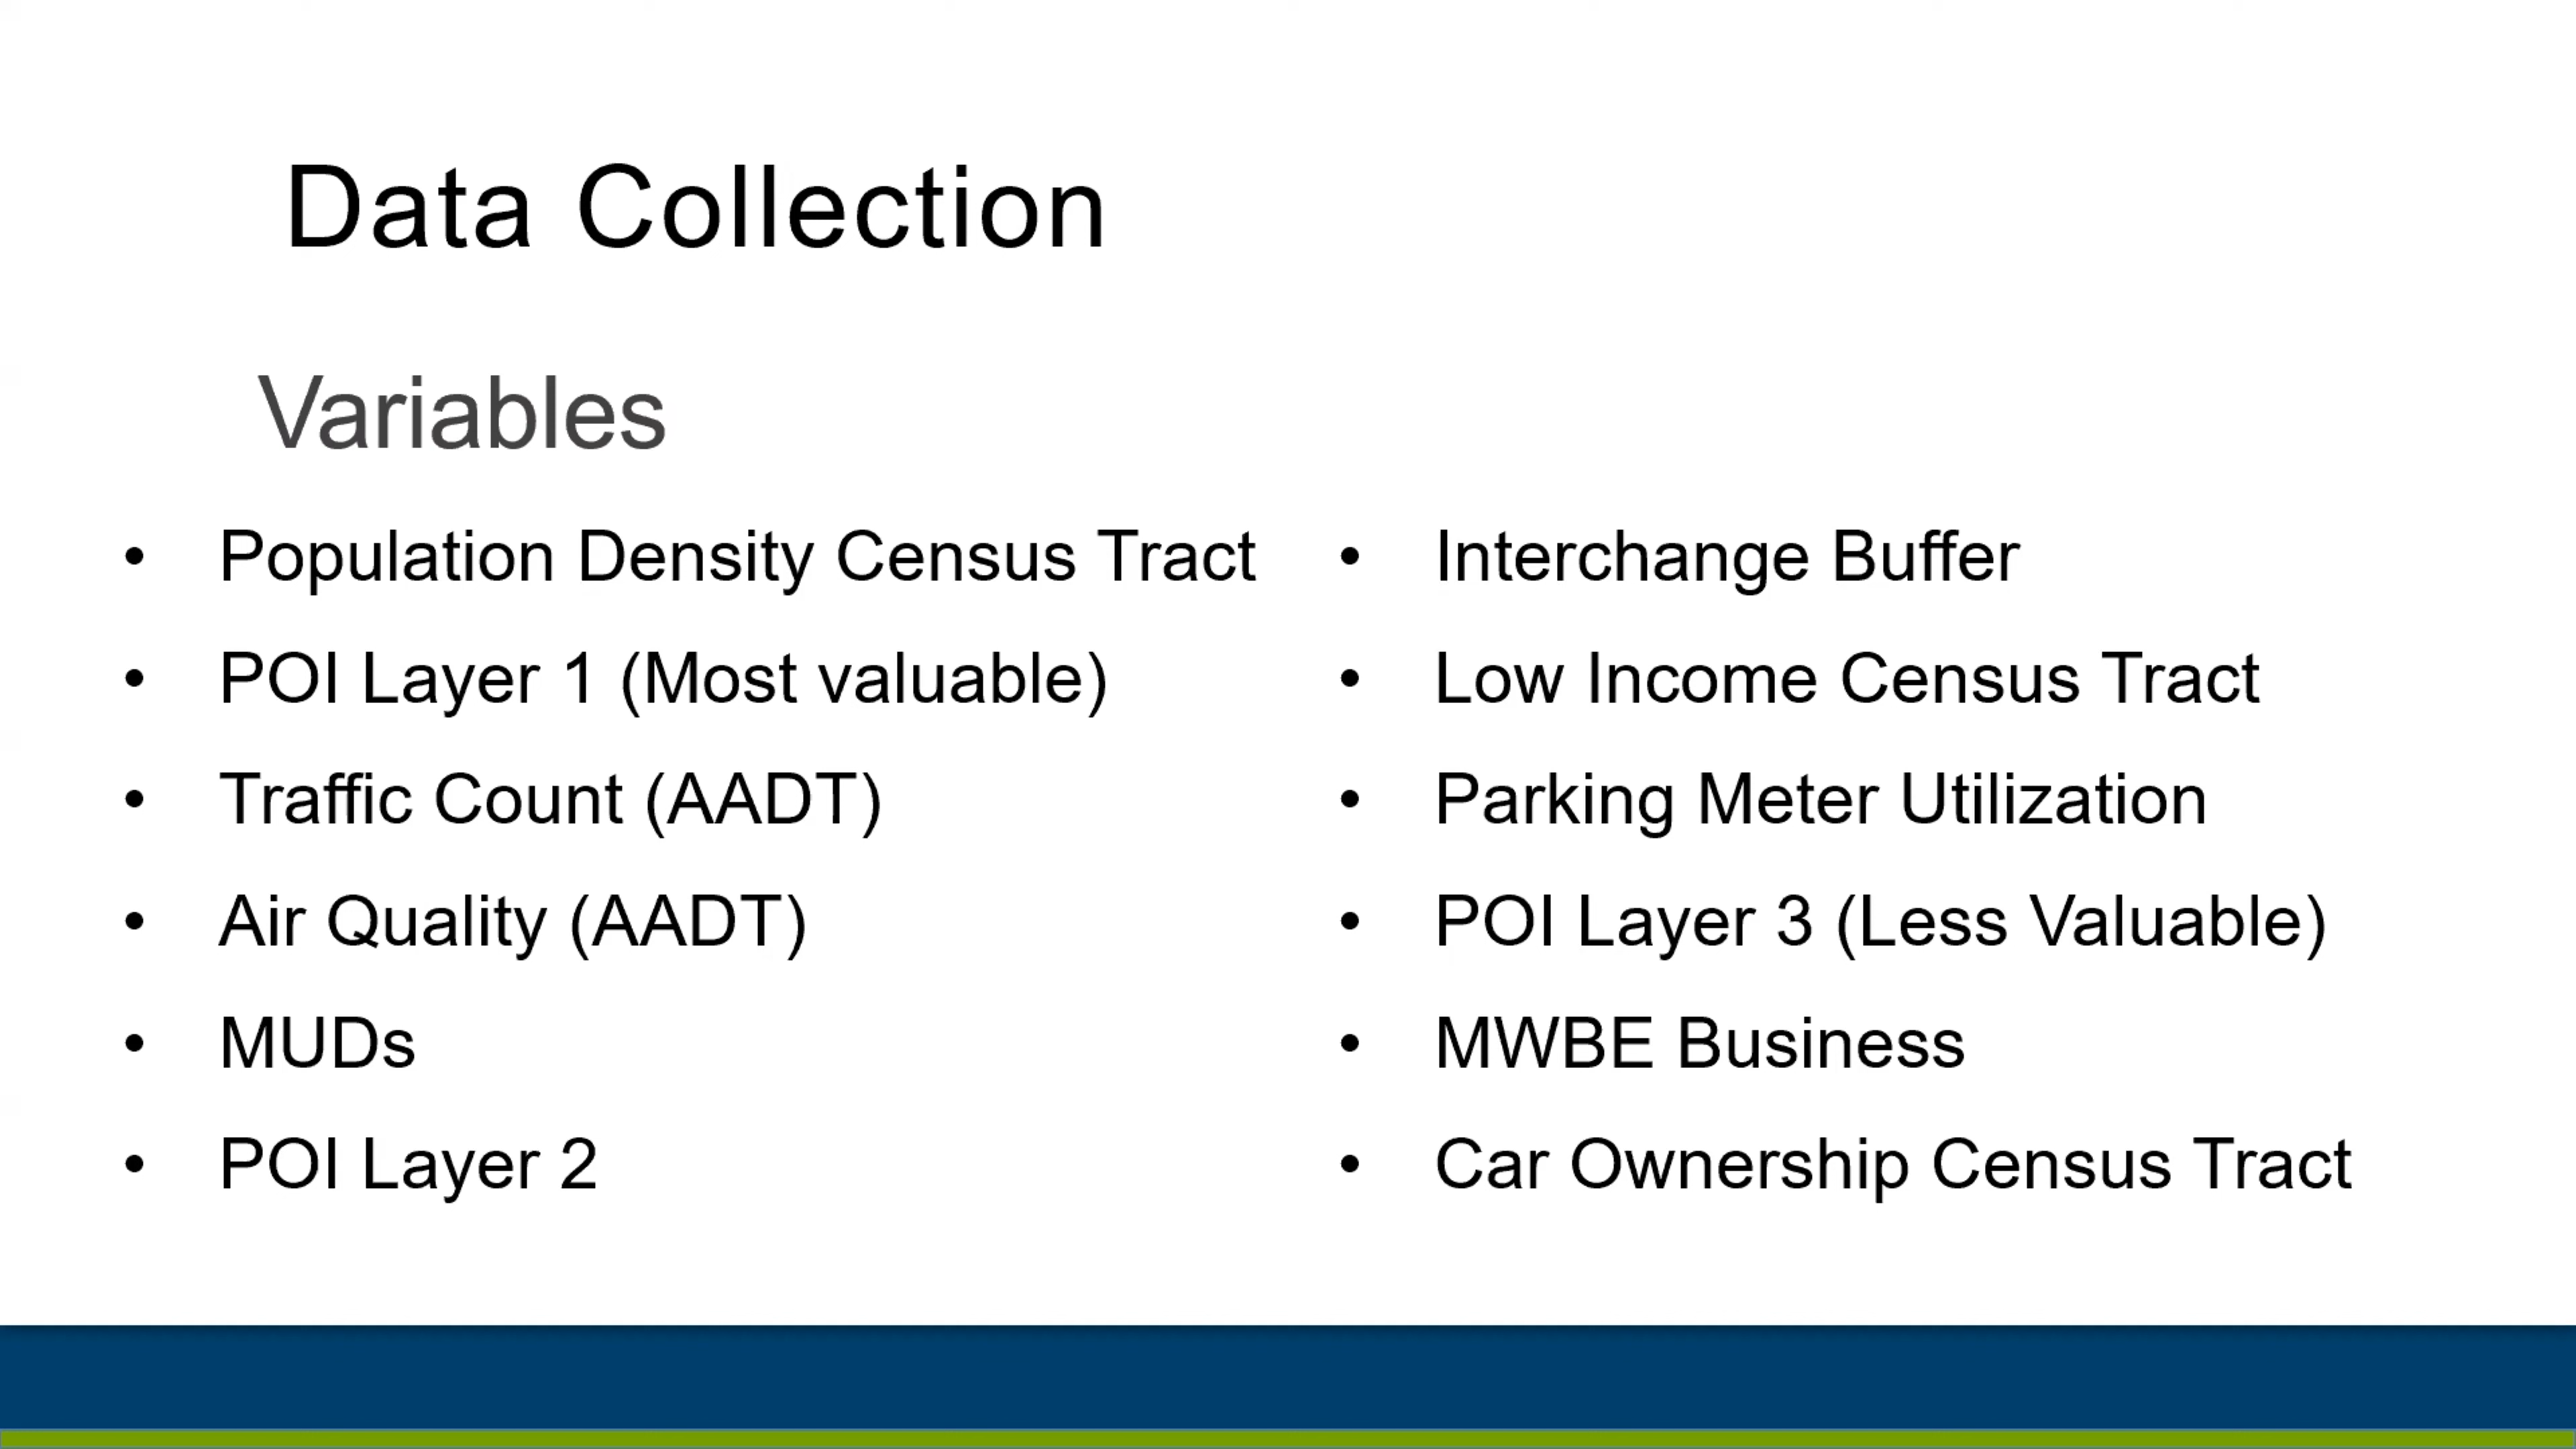 Data Collection
Variables
• Population Density Census Tract
• POI Layer 1 (Most valuable)
• Traffic Count (AADT)
• Air Quality (AADT)
• MUDs
• POI Layer 2
• Interchange Buffer
• Low Income Census Tract
• Parking Meter Utilization
• POI Layer 3 (Less Valuable)
• MWBE Business
• Car Ownership Census Tract